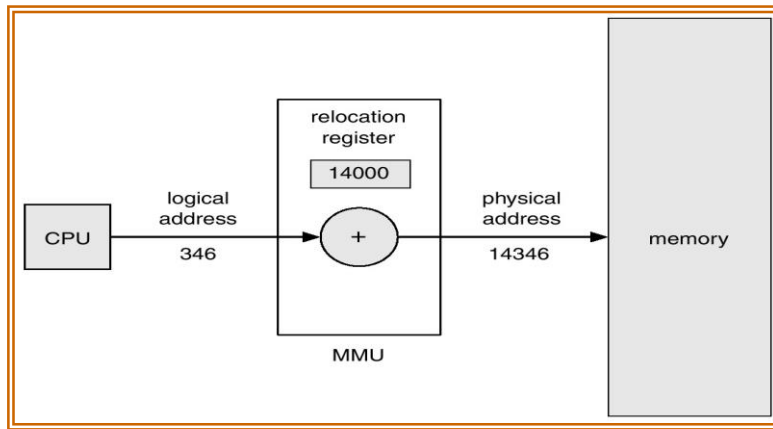 relocation
register
14000
logical
address
346
CPU
+
physical
address
14346
memory
MMU